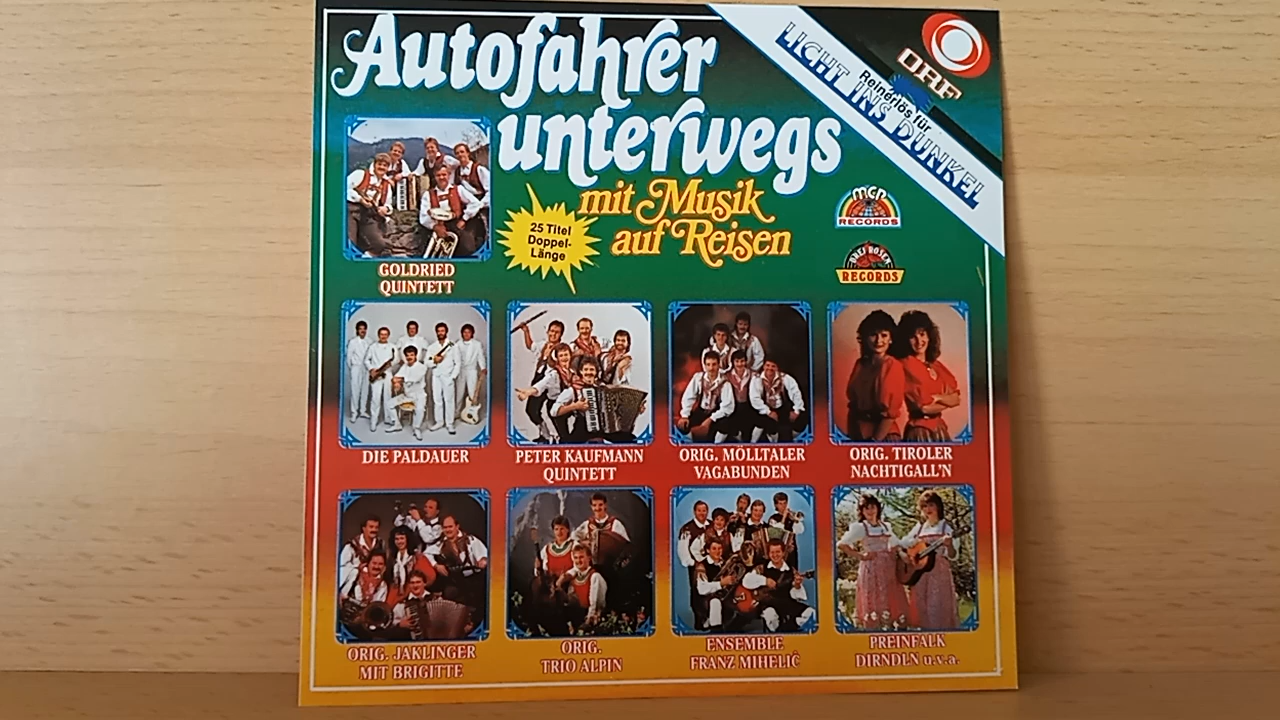 Autofahrer
unterwegs
mit Musik
auf Reisen
25 Titel
Doppel-
Länge
Reinerlös für
LICHT INS DUNKEL
ORF
MCP
RECORDS
DREI ROSEN
RECORDS
GOLDRIED
QUINTETT
DIE PALDAUER
PETER KAUFMANN
QUINTETT
ORIG. MÖLLTALER
VAGABUNDEN
ORIG. TIROLER
NACHTIGALL'N
ORIG. JAKLINGER
MIT BRIGITTE
ORIG.
TRIO ALPIN
ENSEMBLE
FRANZ MIHELIČ
PREINFALK
DIRNDLN u.v.a.